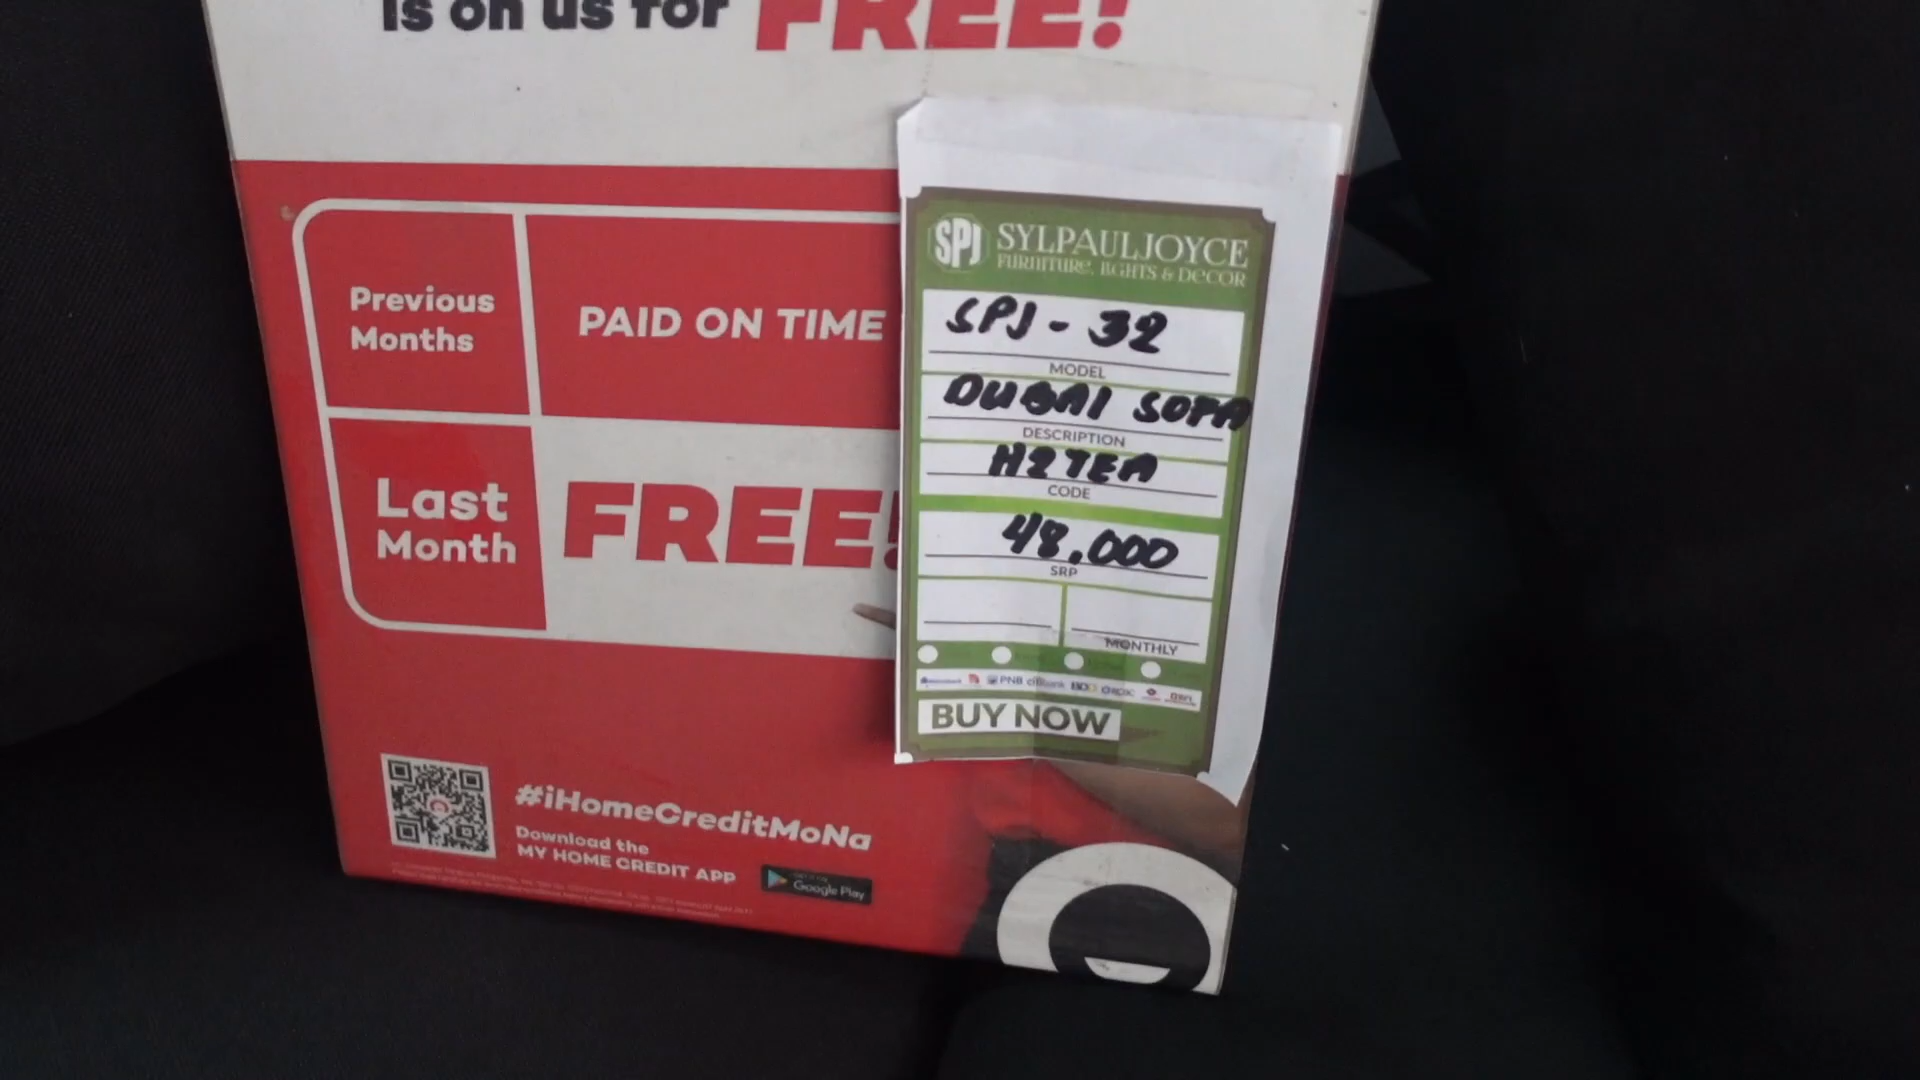 is on us for FREE!
Previous
Months
PAID ON TIME
Last
Month
FREE!
#iHomeCreditMoNa
Download the
MY HOME CREDIT APP
Google Play
SPJ
SYLPAULJOYCE
FURNITURE, LIGHTS & DECOR
SPJ - 32
MODEL
DUBAI SOFA
DESCRIPTION
H2TEA
CODE
48.000
SRP
MONTHLY
PNB citibank BDO
BUY NOW